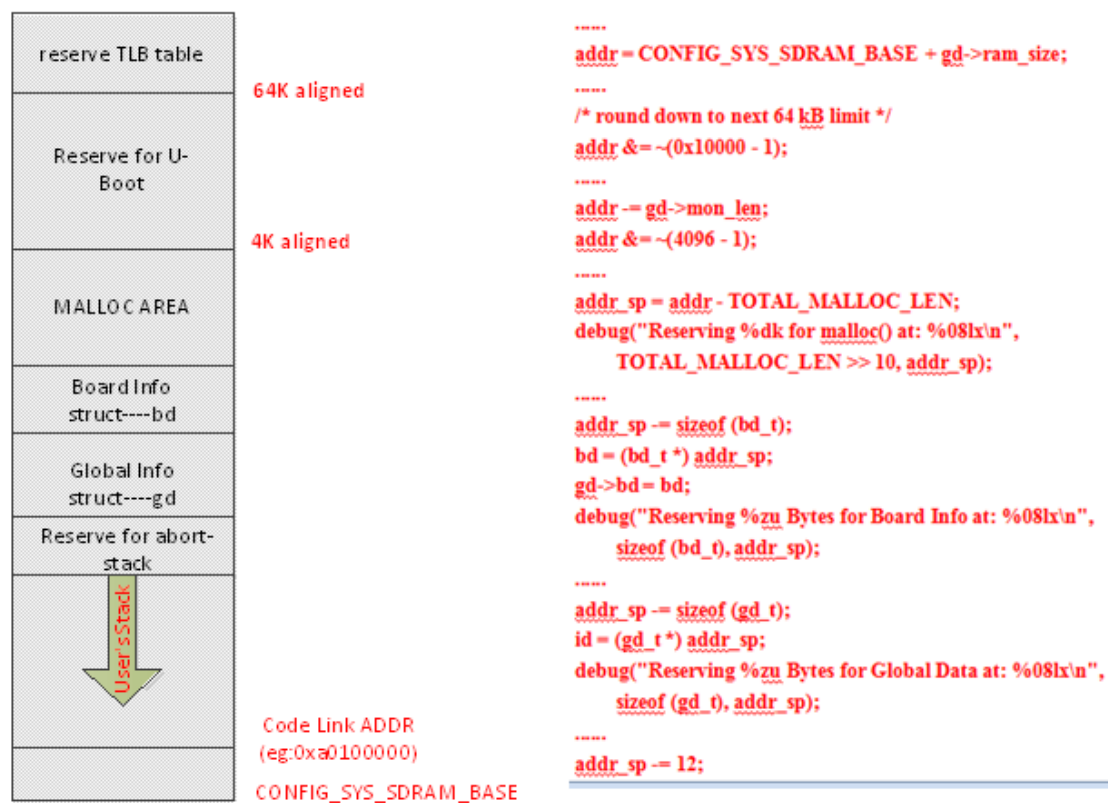 reserve TLB table
64K aligned
Reserve for U-
Boot
4K aligned
MALLOC AREA
Board Info
struct----bd
Global Info
struct----gd
Reserve for abort-
stack
User's Stack
Code Link ADDR
(eg:0xa0100000)
CONFIG_SYS_SDRAM_BASE
......
addr = CONFIG_SYS_SDRAM_BASE + gd->ram_size;
......
/* round down to next 64 kB limit */
addr &= ~(0x10000 - 1);
......
addr -= gd->mon_len;
addr &= ~(4096 - 1);
......
addr_sp = addr - TOTAL_MALLOC_LEN;
debug("Reserving %dk for malloc() at: %08lx\n",
TOTAL_MALLOC_LEN >> 10, addr_sp);
......
addr_sp -= sizeof (bd_t);
bd = (bd_t *) addr_sp;
gd->bd = bd;
debug("Reserving %zu Bytes for Board Info at: %08lx\n",
sizeof (bd_t), addr_sp);
......
addr_sp -= sizeof (gd_t);
id = (gd_t *) addr_sp;
debug("Reserving %zu Bytes for Global Data at: %08lx\n",
sizeof (gd_t), addr_sp);
......
addr_sp -= 12;